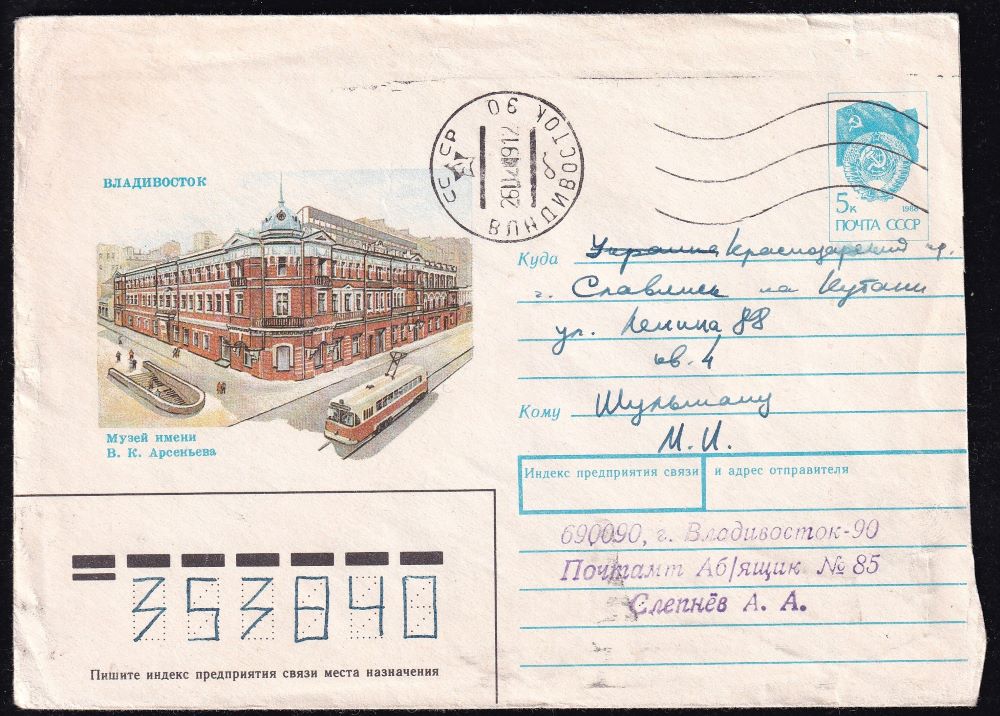 ВЛАДИВОСТОК
СССР
ВЛАДИВОСТОК 90
5к
1988
ПОЧТА СССР
Куда Украина Краснодарский кр.
г. Славянск на Кубани
ул. Ленина 88
кв. 4
Кому Шульману
М. И.
Музей имени
В. К. Арсеньева
Индекс предприятия связи и адрес отправителя
690090, г. Владивосток-90
Почтамт Аб/ящик № 85
Слепнёв А. А.
353840
Пишите индекс предприятия связи места назначения